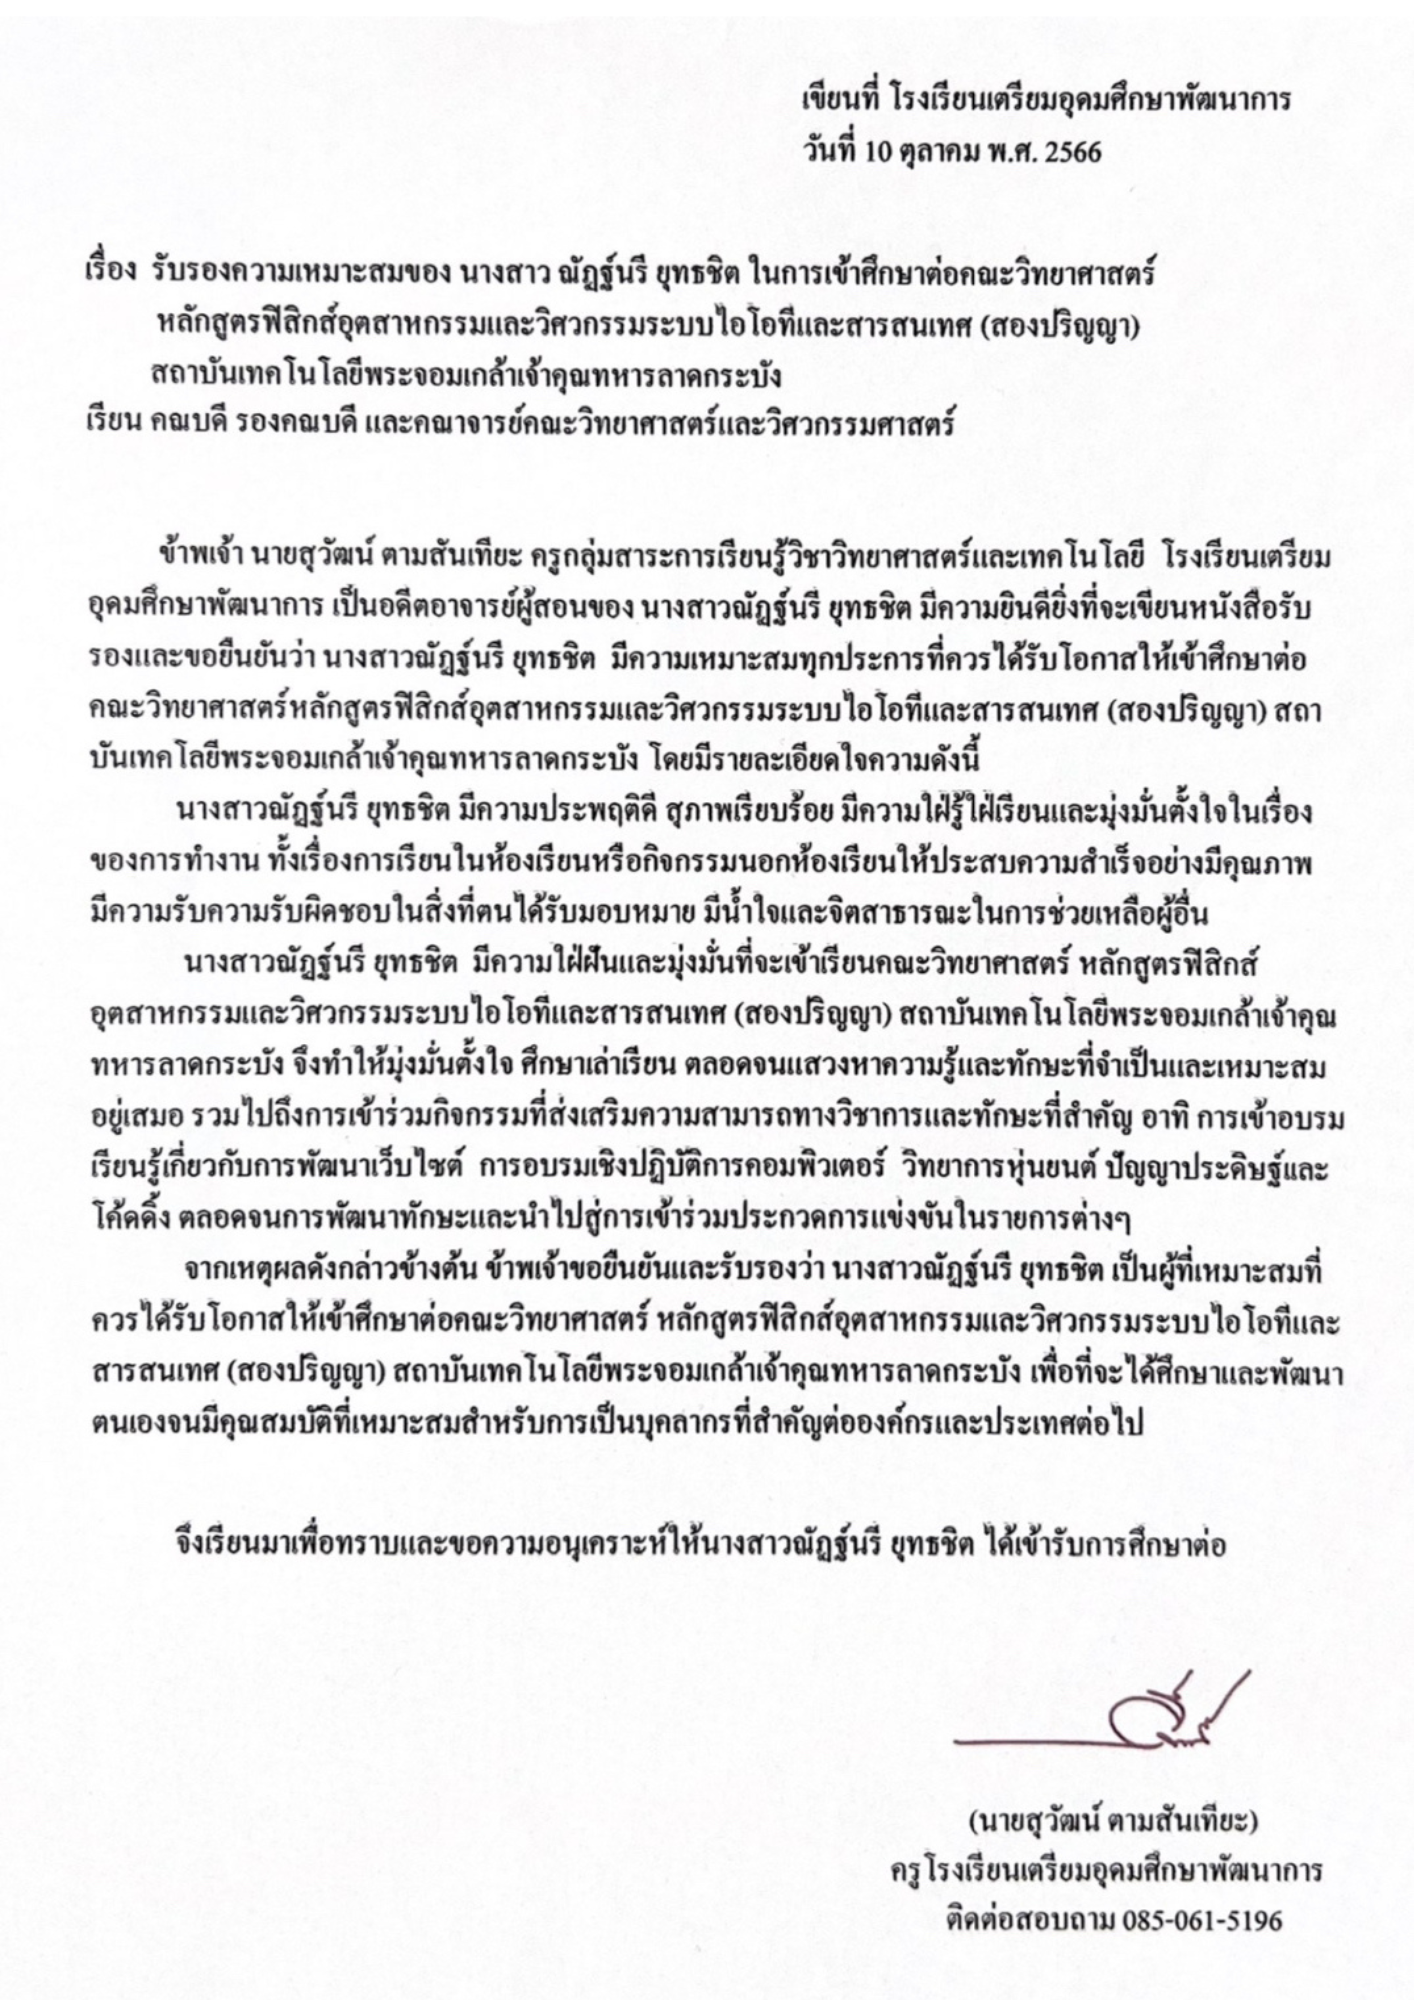 เขียนที่ โรงเรียนเตรียมอุดมศึกษาพัฒนาการ
วันที่ 10 ตุลาคม พ.ศ. 2566
เรื่อง รับรองความเหมาะสมของ นางสาว ณัฏฐ์นรี ยุทธชิต ในการเข้าศึกษาต่อคณะวิทยาศาสตร์
หลักสูตรฟิสิกส์อุตสาหกรรมและวิศวกรรมระบบไอโอทีและสารสนเทศ (สองปริญญา)
สถาบันเทคโนโลยีพระจอมเกล้าเจ้าคุณทหารลาดกระบัง
เรียน คณบดี รองคณบดี และคณาจารย์คณะวิทยาศาสตร์และวิศวกรรมศาสตร์
ข้าพเจ้า นายสุวัฒน์ ตามสันเทียะ ครูกลุ่มสาระการเรียนรู้วิชาวิทยาศาสตร์และเทคโนโลยี โรงเรียนเตรียม
อุดมศึกษาพัฒนาการ เป็นอดีตอาจารย์ผู้สอนของ นางสาวณัฏฐ์นรี ยุทธชิต มีความยินดียิ่งที่จะเขียนหนังสือรับ
รองและขอยืนยันว่า นางสาวณัฏฐ์นรี ยุทธชิต มีความเหมาะสมทุกประการที่ควรได้รับโอกาสให้เข้าศึกษาต่อ
คณะวิทยาศาสตร์หลักสูตรฟิสิกส์อุตสาหกรรมและวิศวกรรมระบบไอโอทีและสารสนเทศ (สองปริญญา) สถา
บันเทคโลยีพระจอมเกล้าเจ้าคุณทหารลาดกระบัง โดยมีรายละเอียดใจความดังนี้
นางสาวณัฏฐ์นรี ยุทธชิต มีความประพฤติดี สุภาพเรียบร้อย มีความใฝ่รู้ใฝ่เรียนและมุ่งมั่นตั้งใจในเรื่อง
ของการทำงาน ทั้งเรื่องการเรียนในห้องเรียนหรือกิจกรรมนอกห้องเรียนให้ประสบความสำเร็จอย่างมีคุณภาพ
มีความรับความรับผิดชอบในสิ่งที่ตนได้รับมอบหมาย มีน้ำใจและจิตสาธารณะในการช่วยเหลือผู้อื่น
นางสาวณัฏฐ์นรี ยุทธชิต มีความใฝ่ฝันและมุ่งมั่นที่จะเข้าเรียนคณะวิทยาศาสตร์ หลักสูตรฟิสิกส์
อุตสาหกรรมและวิศวกรรมระบบไอโอทีและสารสนเทศ (สองปริญญา) สถาบันเทคโนโลยีพระจอมเกล้าเจ้าคุณ
ทหารลาดกระบัง จึงทำให้มุ่งมั่นตั้งใจ ศึกษาเล่าเรียน ตลอดจนแสวงหาความรู้และทักษะที่จำเป็นและเหมาะสม
อยู่เสมอ รวมไปถึงการเข้าร่วมกิจกรรมที่ส่งเสริมความสามารถทางวิชาการและทักษะที่สำคัญ อาทิ การเข้าอบรม
เรียนรู้เกี่ยวกับการพัฒนาเว็บไซต์ การอบรมเชิงปฏิบัติการคอมพิวเตอร์ วิทยาการหุ่นยนต์ ปัญญาประดิษฐ์และ
โค้ดดิ้ง ตลอดจนการพัฒนาทักษะและนำไปสู่การเข้าร่วมประกวดการแข่งขันในรายการต่างๆ
จากเหตุผลดังกล่าวข้างต้น ข้าพเจ้าขอยืนยันและรับรองว่า นางสาวณัฏฐ์นรี ยุทธชิต เป็นผู้ที่เหมาะสมที่
ควรได้รับโอกาสให้เข้าศึกษาต่อคณะวิทยาศาสตร์ หลักสูตรฟิสิกส์อุตสาหกรรมและวิศวกรรมระบบไอโอทีและ
สารสนเทศ (สองปริญญา) สถาบันเทคโนโลยีพระจอมเกล้าเจ้าคุณทหารลาดกระบัง เพื่อที่จะได้ศึกษาและพัฒนา
ตนเองจนมีคุณสมบัติที่เหมาะสมสำหรับการเป็นบุคลากรที่สำคัญต่อองค์กรและประเทศต่อไป
จึงเรียนมาเพื่อทราบและขอความอนุเคราะห์ให้นางสาวณัฏฐ์นรี ยุทธชิต ได้เข้ารับการศึกษาต่อ
(นายสุวัฒน์ ตามสันเทียะ)
ครูโรงเรียนเตรียมอุดมศึกษาพัฒนาการ
ติดต่อสอบถาม 085-061-5196